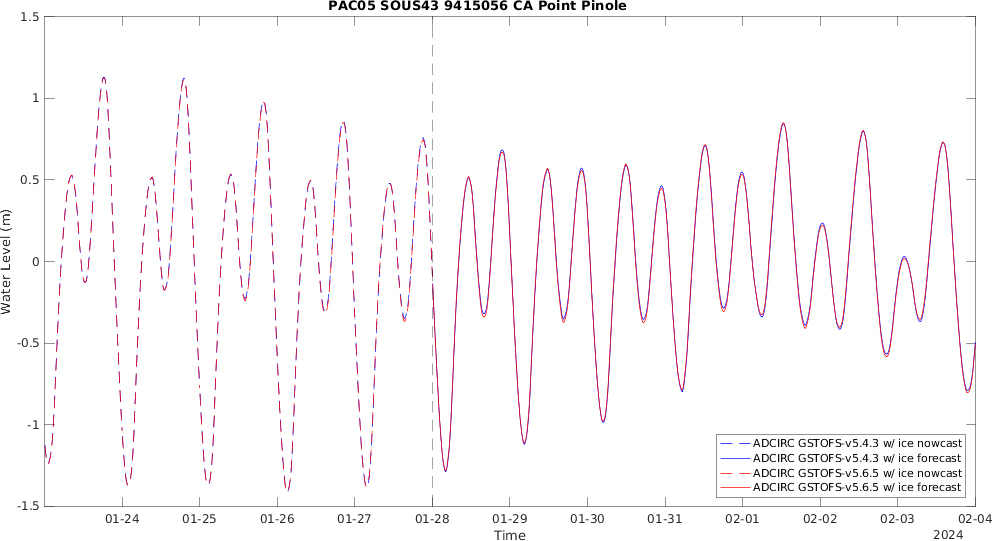 PAC05 SOUS43 9415056 CA Point Pinole
1.5
1
0.5
0
-0.5
-1
-1.5
Water Level (m)
ADCIRC GSTOFS-v5.4.3 w/ ice nowcast
ADCIRC GSTOFS-v5.4.3 w/ ice forecast
ADCIRC GSTOFS-v5.6.5 w/ ice nowcast
ADCIRC GSTOFS-v5.6.5 w/ ice forecast
01-24 01-25 01-26 01-27 01-28 01-29 01-30 01-31 02-01 02-02 02-03 02-04
Time
2024